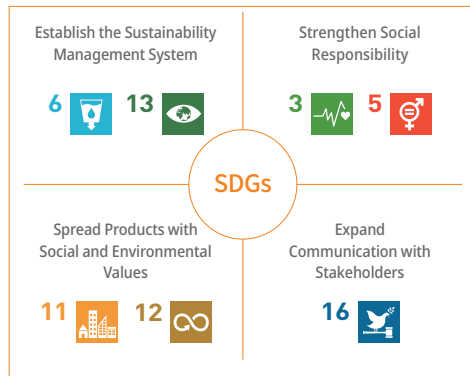 Establish the Sustainability
Management System
6 13
Strengthen Social
Responsibility
3 5
SDGs
Spread Products with
Social and Environmental
Values
11 12
Expand
Communication with
Stakeholders
16